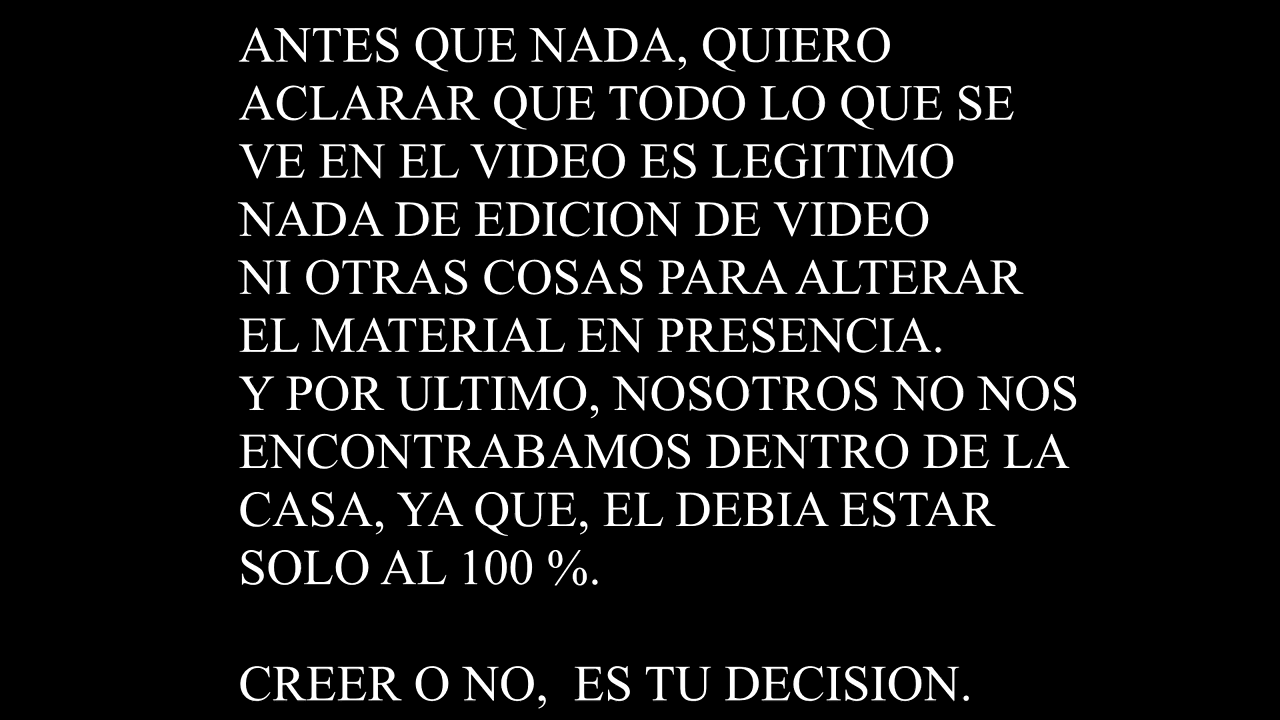 ANTES QUE NADA, QUIERO
ACLARAR QUE TODO LO QUE SE
VE EN EL VIDEO ES LEGITIMO
NADA DE EDICION DE VIDEO
NI OTRAS COSAS PARA ALTERAR
EL MATERIAL EN PRESENCIA.
Y POR ULTIMO, NOSOTROS NO NOS
ENCONTRABAMOS DENTRO DE LA
CASA, YA QUE, EL DEBIA ESTAR
SOLO AL 100 %.
CREER O NO,  ES TU DECISION.